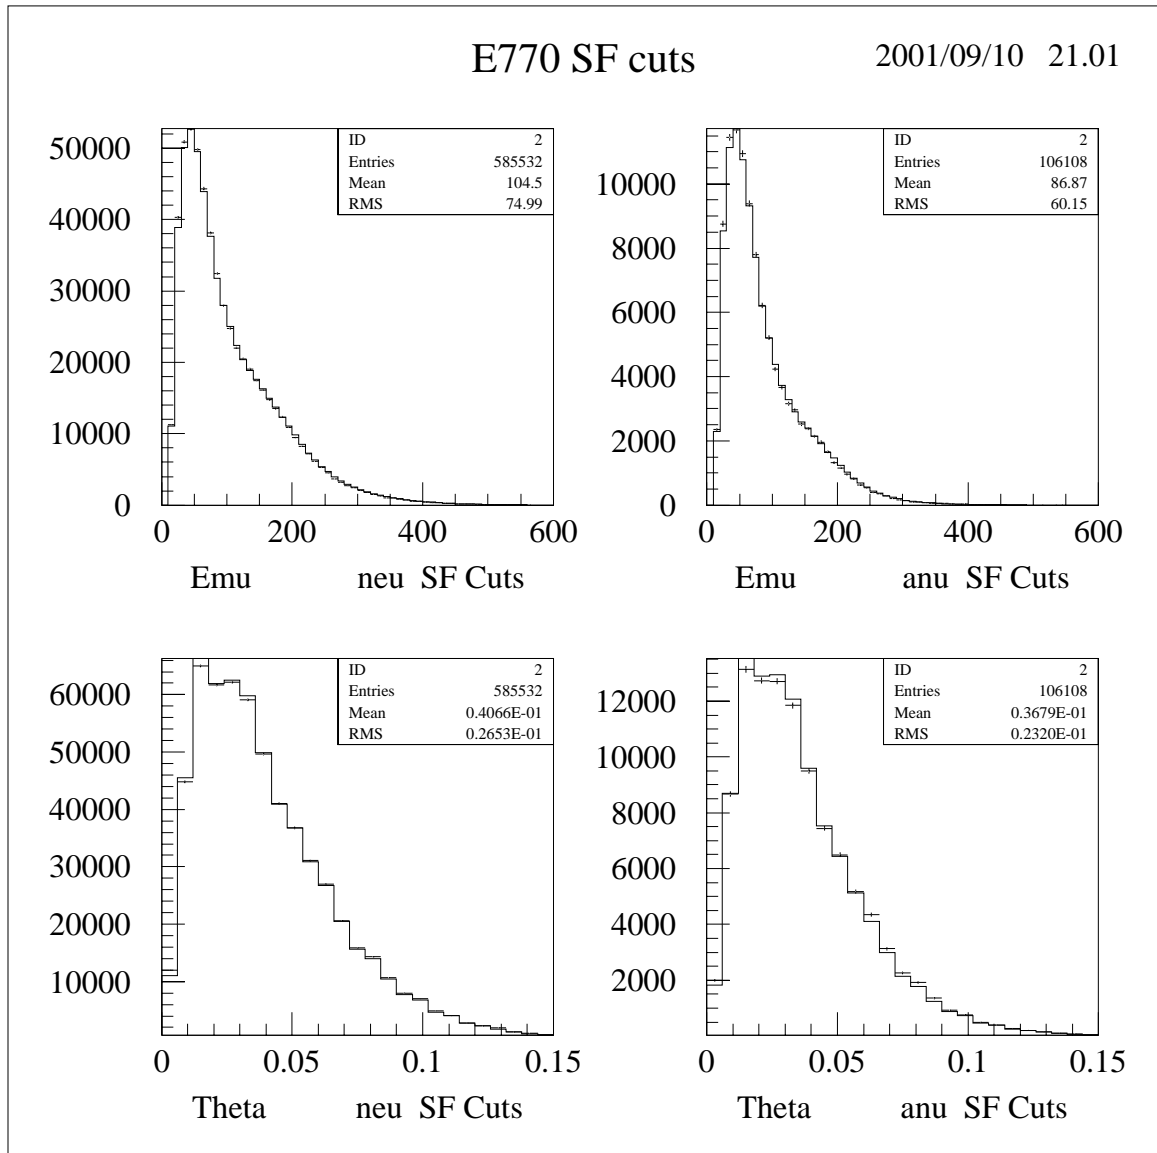 E770 SF cuts 2001/09/10 21.01
ID 2
Entries 585532
Mean 104.5
RMS 74.99
50000
40000
30000
20000
10000
0
0 200 400 600
Emu neu SF Cuts
ID 2
Entries 106108
Mean 86.87
RMS 60.15
10000
8000
6000
4000
2000
0
0 200 400 600
Emu anu SF Cuts
ID 2
Entries 585532
Mean 0.4066E-01
RMS 0.2653E-01
60000
50000
40000
30000
20000
10000
0 0.05 0.1 0.15
Theta neu SF Cuts
ID 2
Entries 106108
Mean 0.3679E-01
RMS 0.2320E-01
12000
10000
8000
6000
4000
2000
0 0.05 0.1 0.15
Theta anu SF Cuts